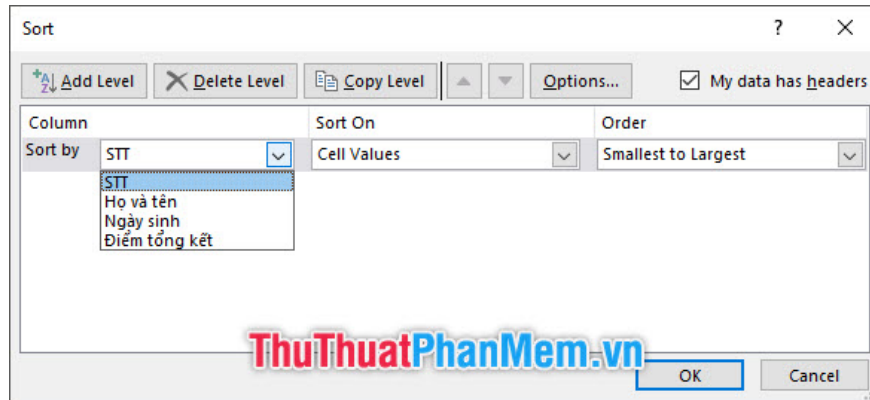 Sort ?
Add Level Delete Level Copy Level Options... My data has headers
Column Sort On Order
Sort by STT Cell Values Smallest to Largest
STT
Họ và tên
Ngày sinh
Điểm tổng kết
ThuThuatPhanMem.vn
OK Cancel